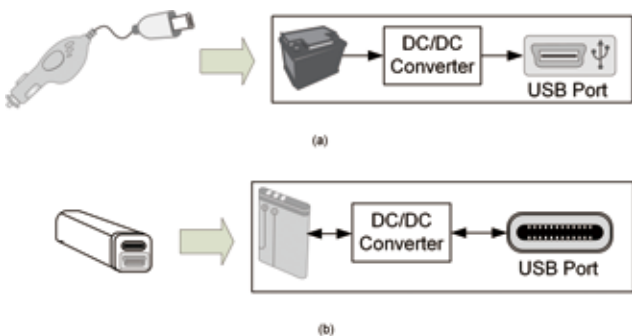 DC/DC
Converter
USB Port
(a)
DC/DC
Converter
USB Port
(b)